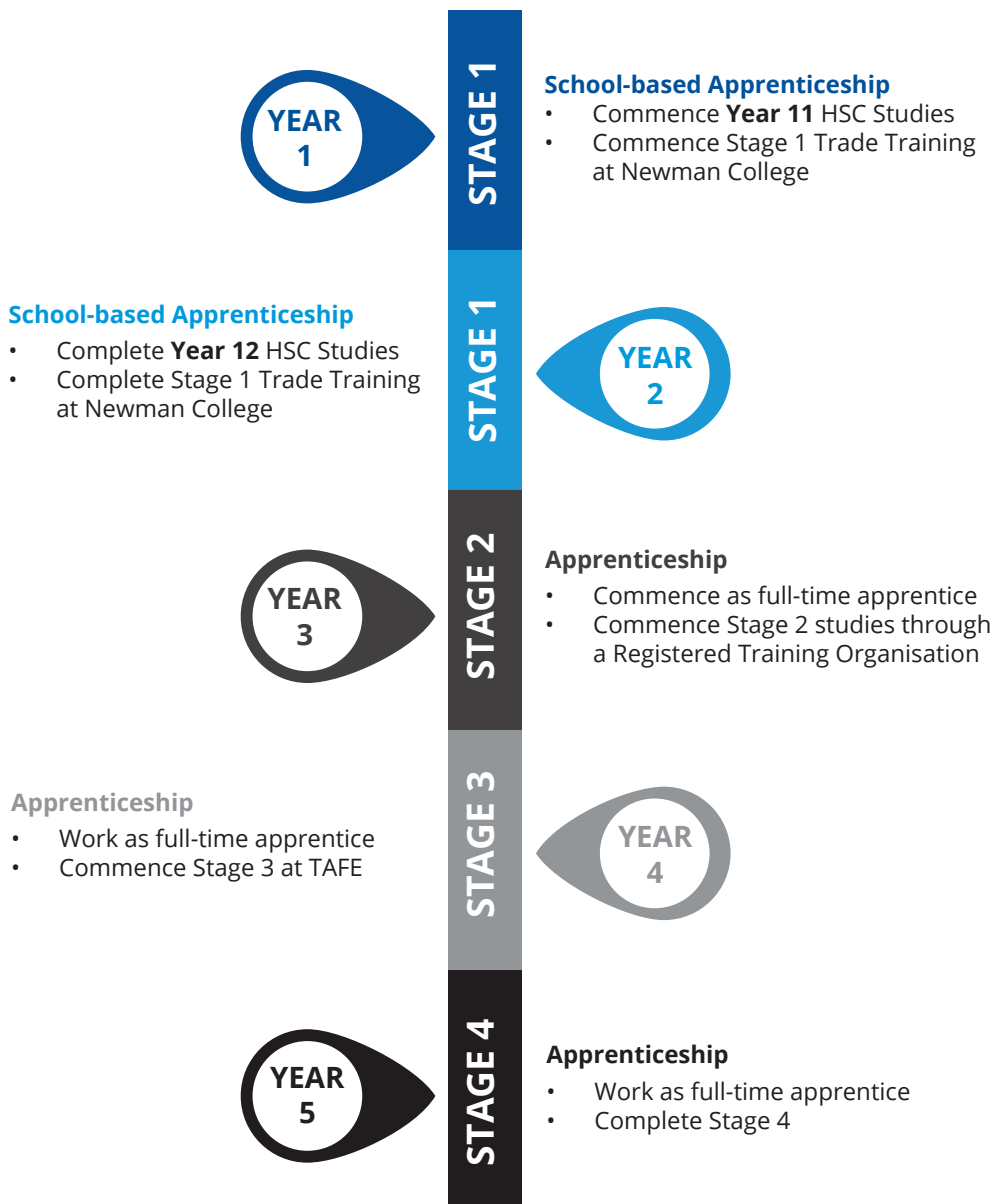 YEAR
1
STAGE 1
School-based Apprenticeship
• Commence Year 11 HSC Studies
• Commence Stage 1 Trade Training
at Newman College
School-based Apprenticeship
• Complete Year 12 HSC Studies
• Complete Stage 1 Trade Training
at Newman College
STAGE 1
YEAR
2
YEAR
3
STAGE 2
Apprenticeship
• Commence as full-time apprentice
• Commence Stage 2 studies through
a Registered Training Organisation
Apprenticeship
• Work as full-time apprentice
• Commence Stage 3 at TAFE
STAGE 3
YEAR
4
YEAR
5
STAGE 4
Apprenticeship
• Work as full-time apprentice
• Complete Stage 4